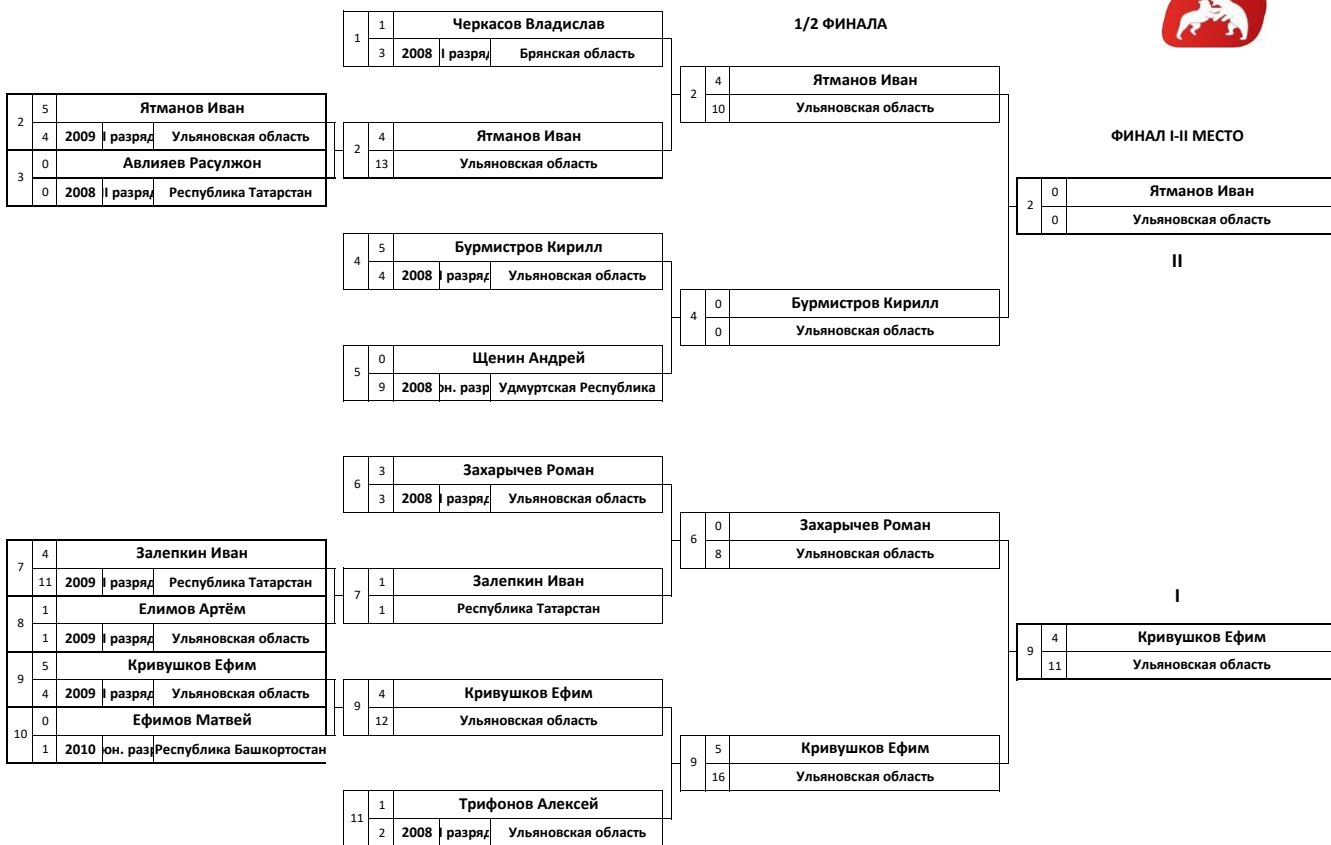 1 1 Черкасов Владислав
3 2008 I разряд Брянская область
1/2 ФИНАЛА
2 4 Ятманов Иван
10 Ульяновская область
2 5 Ятманов Иван
4 2009 I разряд Ульяновская область
3 0 Авлияев Расулжон
0 2008 II разряд Республика Татарстан
2 4 Ятманов Иван
13 Ульяновская область
ФИНАЛ I-II МЕСТО
2 0 Ятманов Иван
0 Ульяновская область
II
4 5 Бурмистров Кирилл
4 2008 I разряд Ульяновская область
4 0 Бурмистров Кирилл
0 Ульяновская область
5 0 Щенин Андрей
9 2008 он. разр Удмуртская Республика
6 3 Захарычев Роман
3 2008 I разряд Ульяновская область
6 0 Захарычев Роман
8 Ульяновская область
7 4 Залепкин Иван
11 2009 I разряд Республика Татарстан
8 1 Елимов Артём
1 2009 I разряд Ульяновская область
7 1 Залепкин Иван
1 Республика Татарстан
I
9 4 Кривушков Ефим
11 Ульяновская область
9 5 Кривушков Ефим
4 2009 I разряд Ульяновская область
10 0 Ефимов Матвей
1 2010 юн. разр Республика Башкортостан
9 4 Кривушков Ефим
12 Ульяновская область
9 5 Кривушков Ефим
16 Ульяновская область
11 1 Трифонов Алексей
2 2008 I разряд Ульяновская область